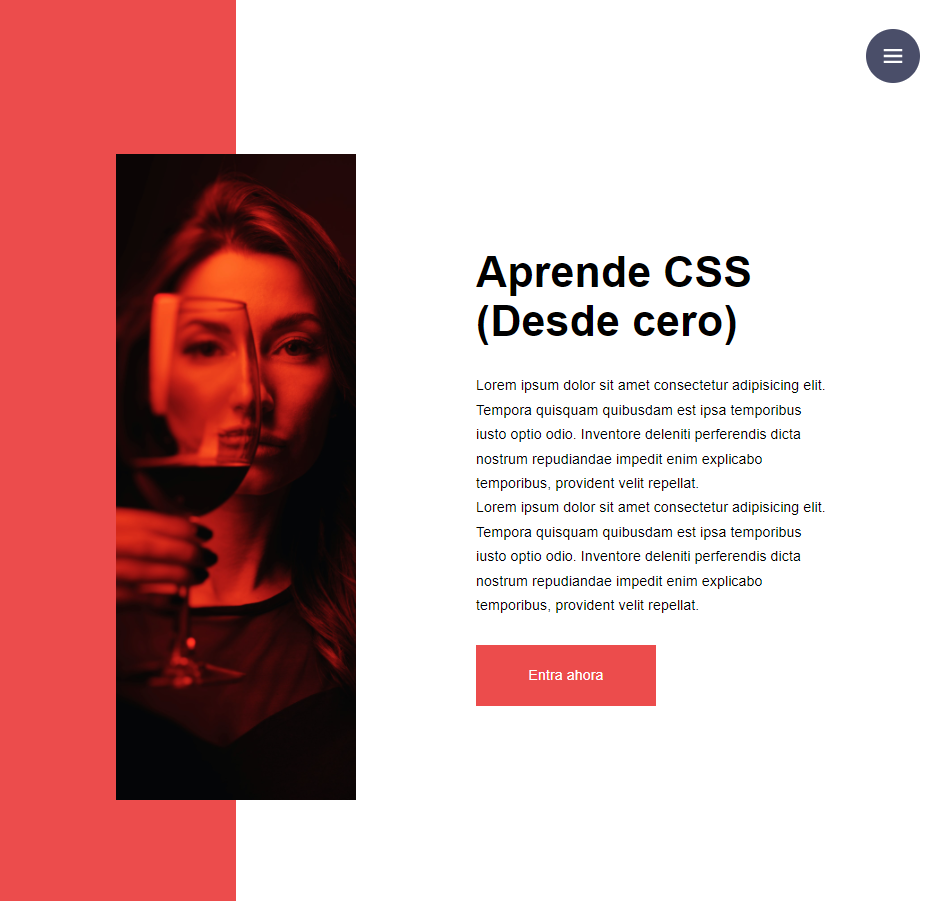 Aprende CSS
(Desde cero)
Lorem ipsum dolor sit amet consectetur adipisicing elit.
Tempora quisquam quibusdam est ipsa temporibus
iusto optio odio. Inventore deleniti perferendis dicta
nostrum repudiandae impedit enim explicabo
temporibus, provident velit repellat.
Lorem ipsum dolor sit amet consectetur adipisicing elit.
Tempora quisquam quibusdam est ipsa temporibus
iusto optio odio. Inventore deleniti perferendis dicta
nostrum repudiandae impedit enim explicabo
temporibus, provident velit repellat.
Entra ahora